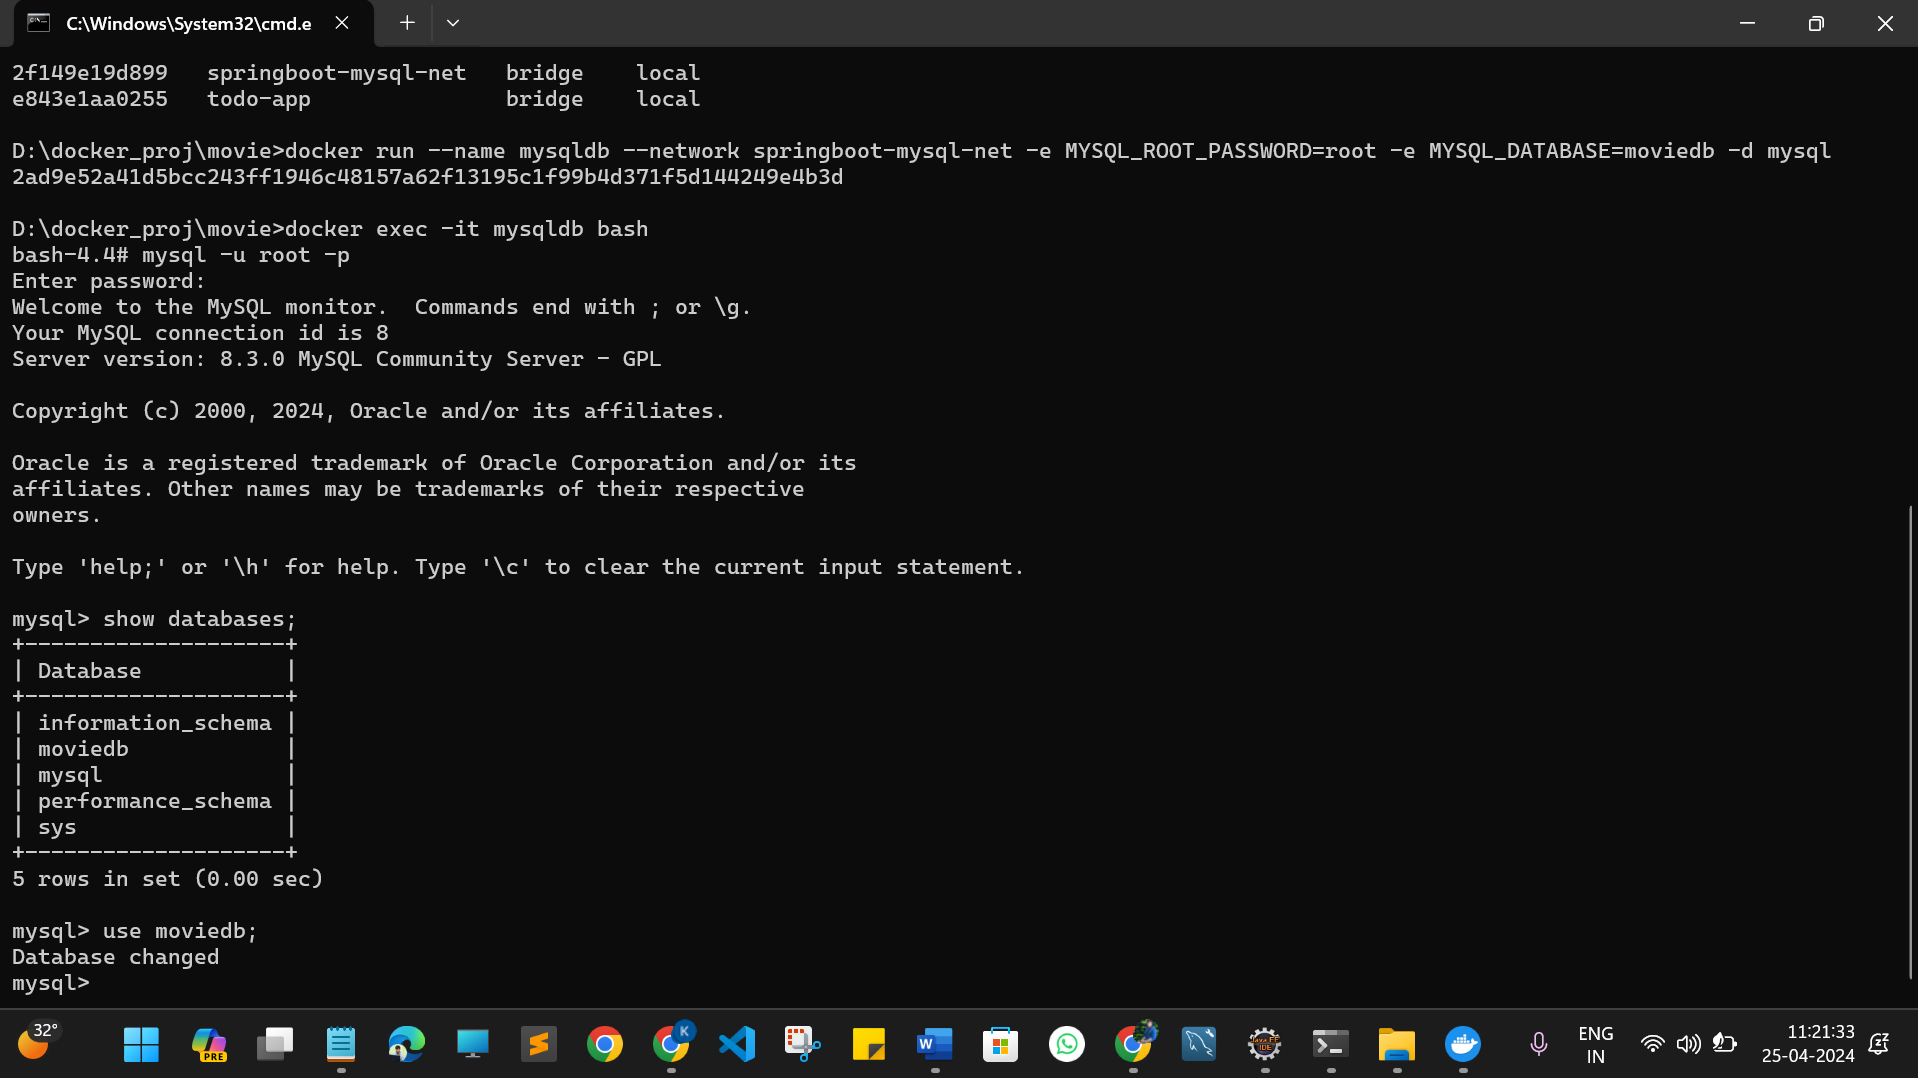 C:\Windows\System32\cmd.e
2f149e19d899   springboot-mysql-net   bridge    local
e843e1aa0255   todo-app               bridge    local
D:\docker_proj\movie>docker run --name mysqldb --network springboot-mysql-net -e MYSQL_ROOT_PASSWORD=root -e MYSQL_DATABASE=moviedb -d mysql
2ad9e52a41d5bcc243ff1946c48157a62f13195c1f99b4d371f5d144249e4b3d
D:\docker_proj\movie>docker exec -it mysqldb bash
bash-4.4# mysql -u root -p
Enter password:
Welcome to the MySQL monitor.  Commands end with ; or \g.
Your MySQL connection id is 8
Server version: 8.3.0 MySQL Community Server - GPL
Copyright (c) 2000, 2024, Oracle and/or its affiliates.
Oracle is a registered trademark of Oracle Corporation and/or its
affiliates. Other names may be trademarks of their respective
owners.
Type 'help;' or '\h' for help. Type '\c' to clear the current input statement.
mysql> show databases;
+--------------------+
| Database           |
+--------------------+
| information_schema |
| moviedb            |
| mysql              |
| performance_schema |
| sys                |
+--------------------+
5 rows in set (0.00 sec)
mysql> use moviedb;
Database changed
mysql>
32°
PRE
K
W
Java EE
IDE
ENG
IN
11:21:33
25-04-2024